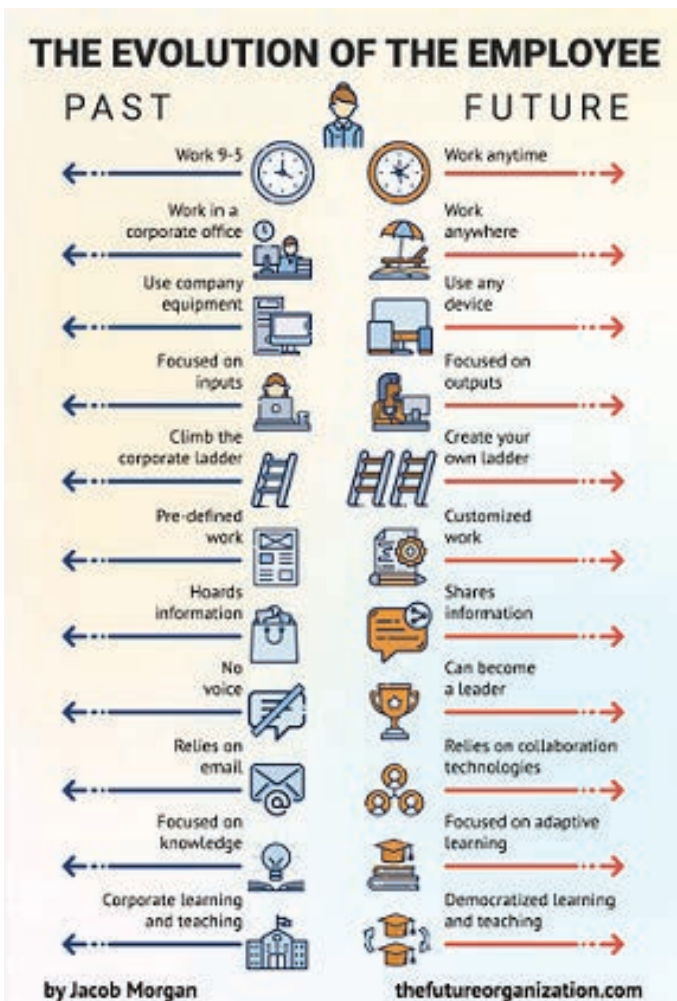 THE EVOLUTION OF THE EMPLOYEE
PAST
FUTURE
Work 9-5
Work anytime
Work in a
corporate office
Work
anywhere
Use company
equipment
Use any
device
Focused on
inputs
Focused on
outputs
Climb the
corporate ladder
Create your
own ladder
Pre-defined
work
Customized
work
Hoards
information
Shares
information
No
voice
Can become
a leader
Relies on
email
Relies on collaboration
technologies
Focused on
knowledge
Focused on adaptive
learning
Corporate learning
and teaching
Democratized learning
and teaching
by Jacob Morgan
thefutureorganization.com